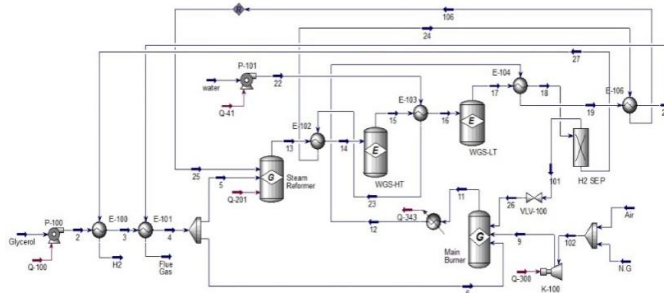 106
R
24
27
P-101
water
22
Q-41
E-102
E-103
E-104
E-106
13
14
15
16
17
18
19
2
WGS-HT
WGS-LT
25
5
Steam
Reformer
Q-201
23
H2 SEP
101
26
VLV-100
11
Q-343
12
Main
Burner
9
102
Air
N.G
Q-300
K-100
P-100
Glycerol
Q-100
2
E-100
3
E-101
4
H2
Flue
Gas
G
E
E
G